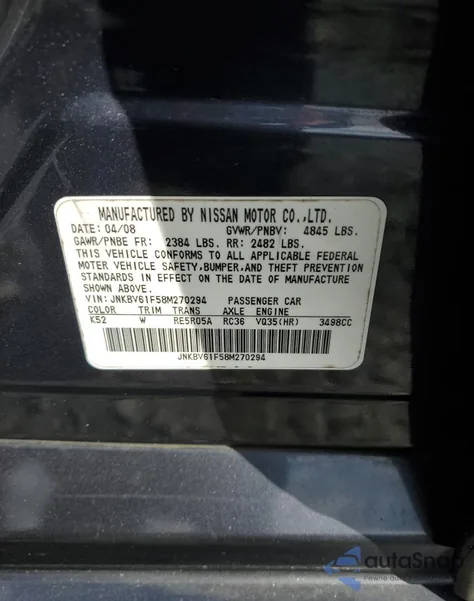 MANUFACTURED BY NISSAN MOTOR CO.,LTD.
DATE: 04/08 GVWR/PNBV: 4845 LBS.
GAWR/PNBE FR: 2384 LBS. RR: 2482 LBS.
THIS VEHICLE CONFORMS TO ALL APPLICABLE FEDERAL
MOTOR VEHICLE SAFETY,BUMPER,AND THEFT PREVENTION
STANDARDS IN EFFECT ON THE DATE OF MANUFACTURE
SHOWN ABOVE.
VIN: JNKBV61F58M270294 PASSENGER CAR
COLOR TRIM TRANS AXLE ENGINE
K52 W RE5R05A RC36 VQ35(HR) 3498CC
JNKBV61F58M270294
autoSnap